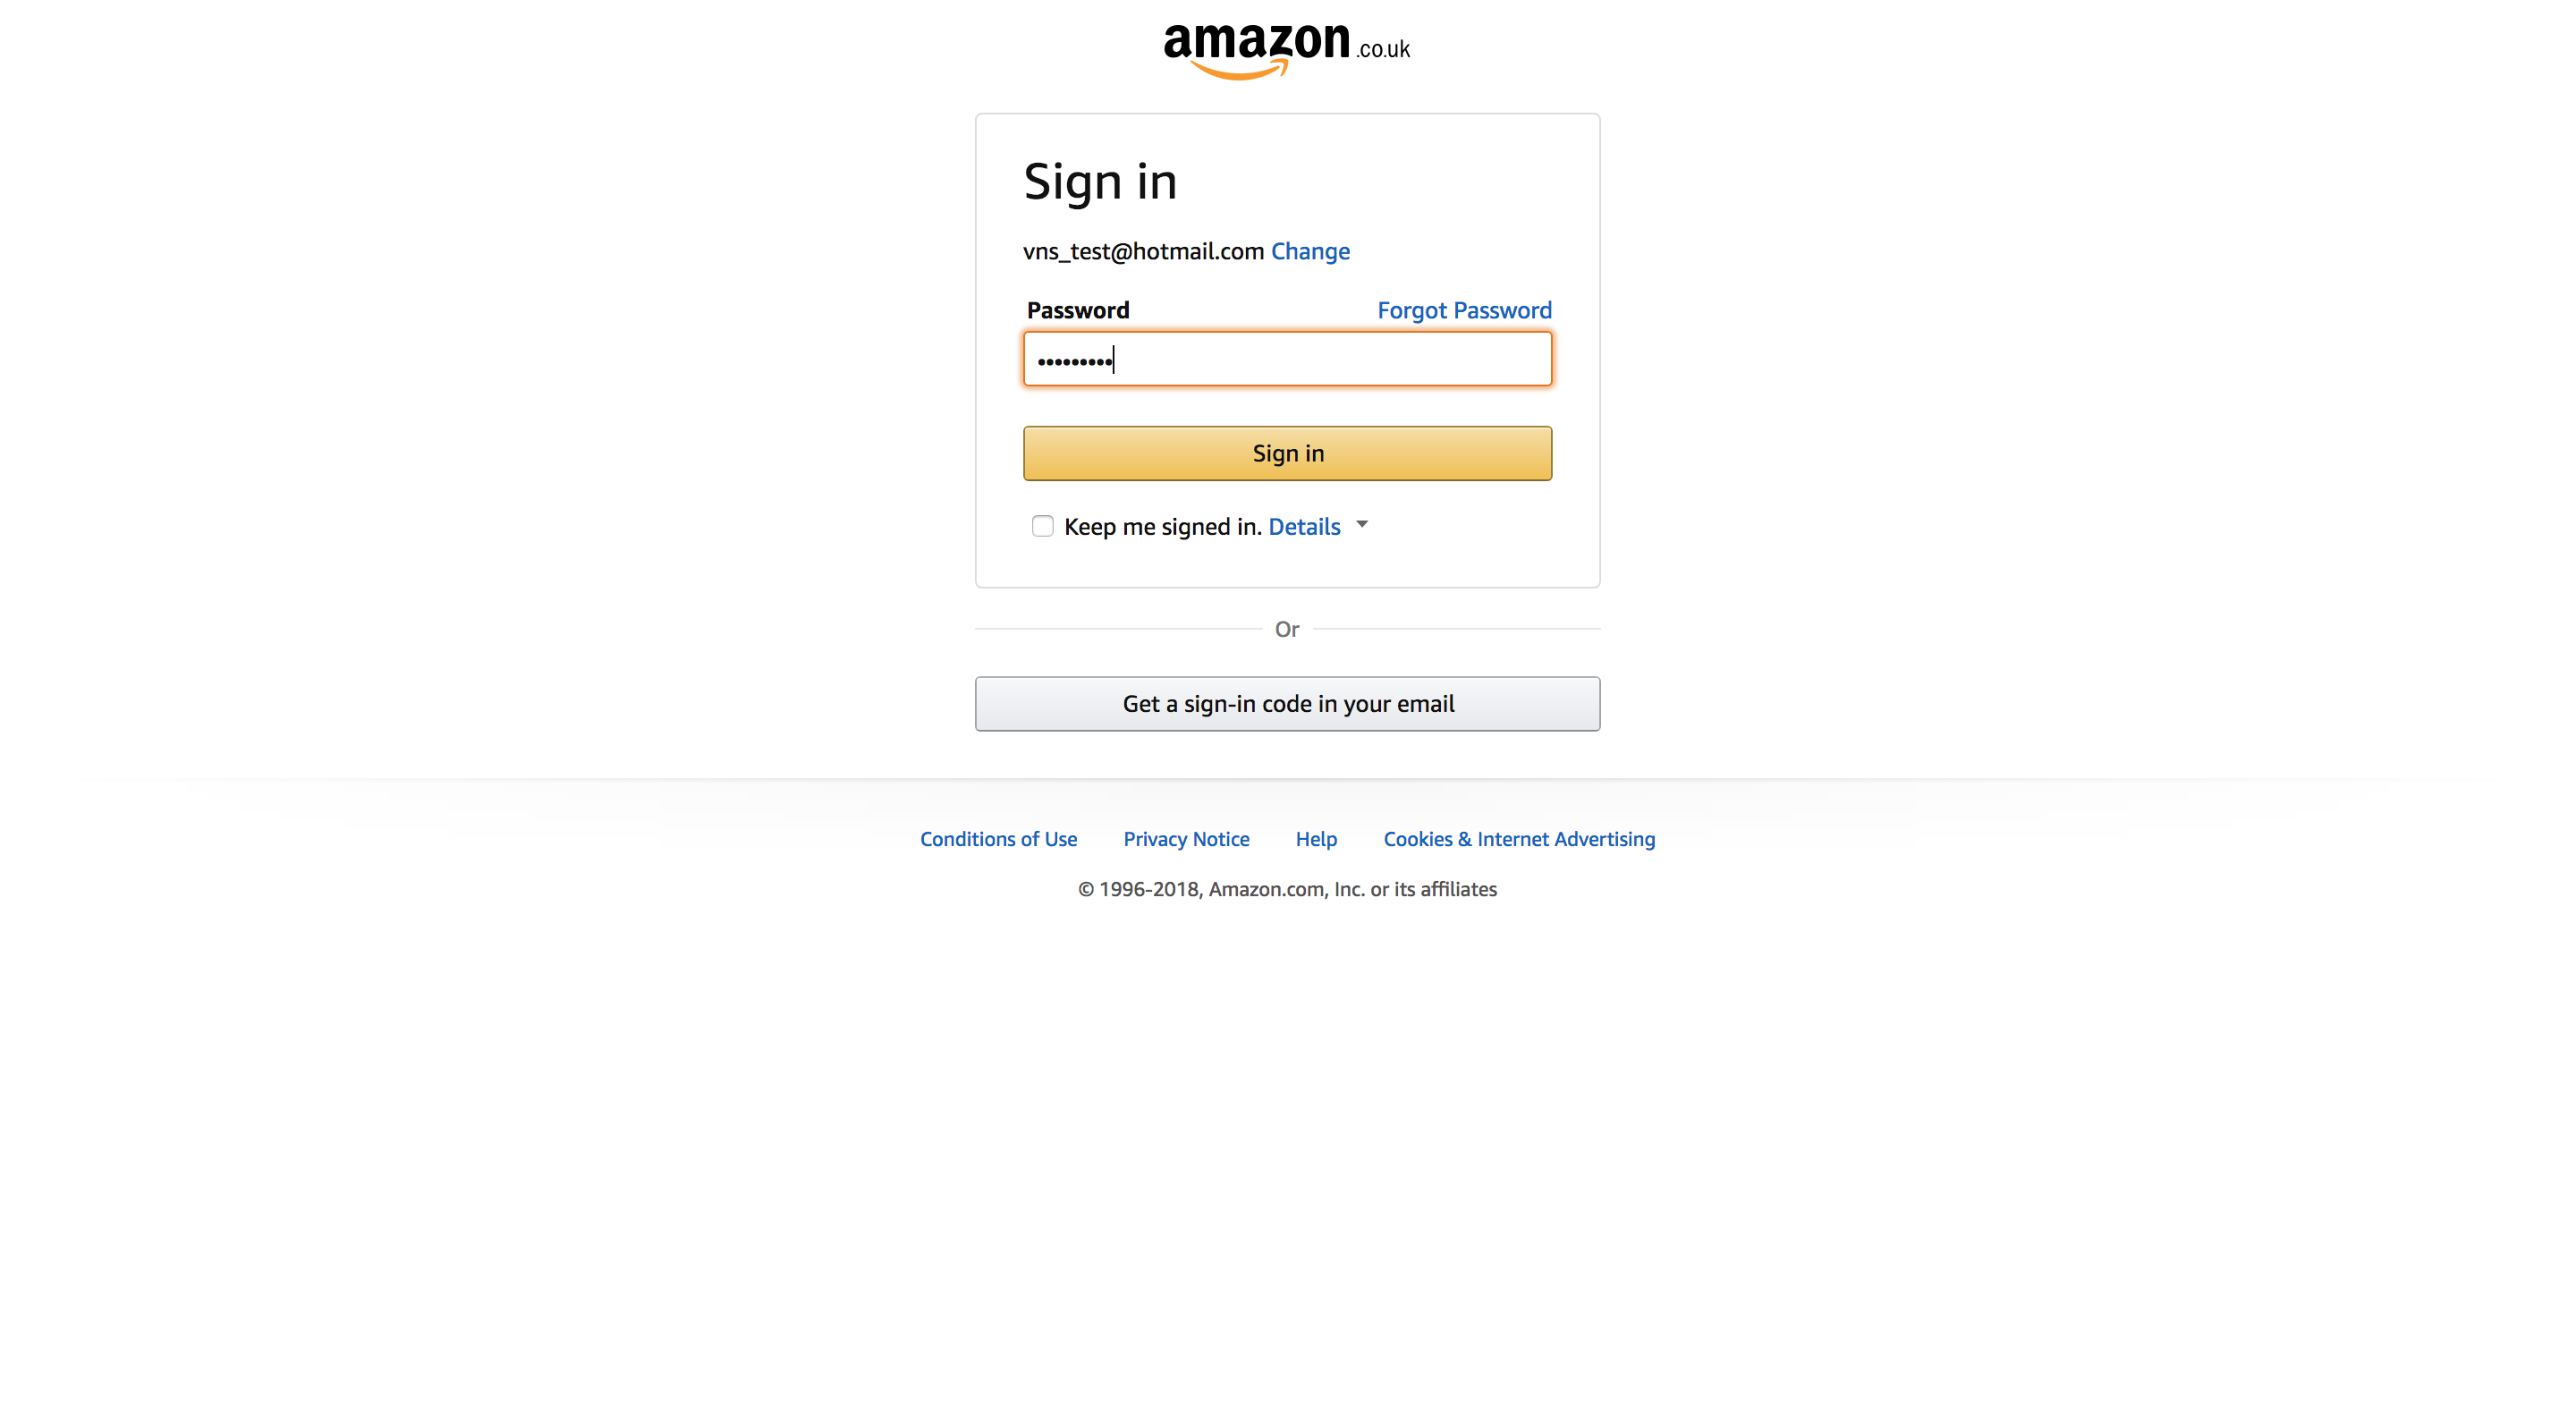 amazon.co.uk
Sign in
vns_test@hotmail.com Change
Password Forgot Password
•••••••••
Sign in
Keep me signed in. Details
Or
Get a sign-in code in your email
Conditions of Use Privacy Notice Help Cookies & Internet Advertising
© 1996-2018, Amazon.com, Inc. or its affiliates